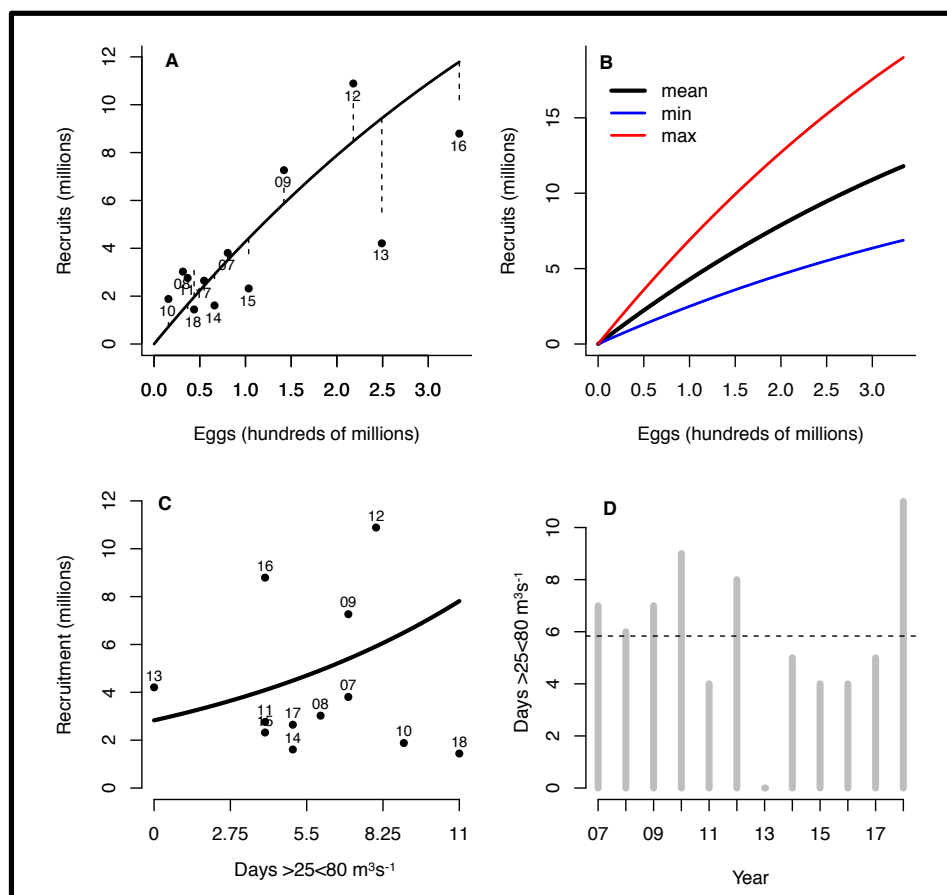 A
Recruits (millions)
12
10
8
6
4
2
0
12
16
09
13
07
08
11
17
10
18
14
15
0.0 0.5 1.0 1.5 2.0 2.5 3.0
Eggs (hundreds of millions)
B
mean
min
max
Recruits (millions)
15
10
5
0
0.0 0.5 1.0 1.5 2.0 2.5 3.0
Eggs (hundreds of millions)
C
Recruitment (millions)
12
10
8
6
4
2
0
12
16
09
13
07
11
15
17
08
14
10
18
0 2.75 5.5 8.25 11
Days >25<80 m³s⁻¹
D
Days >25<80 m³s⁻¹
10
8
6
4
2
0
07 09 11 13 15 17
Year